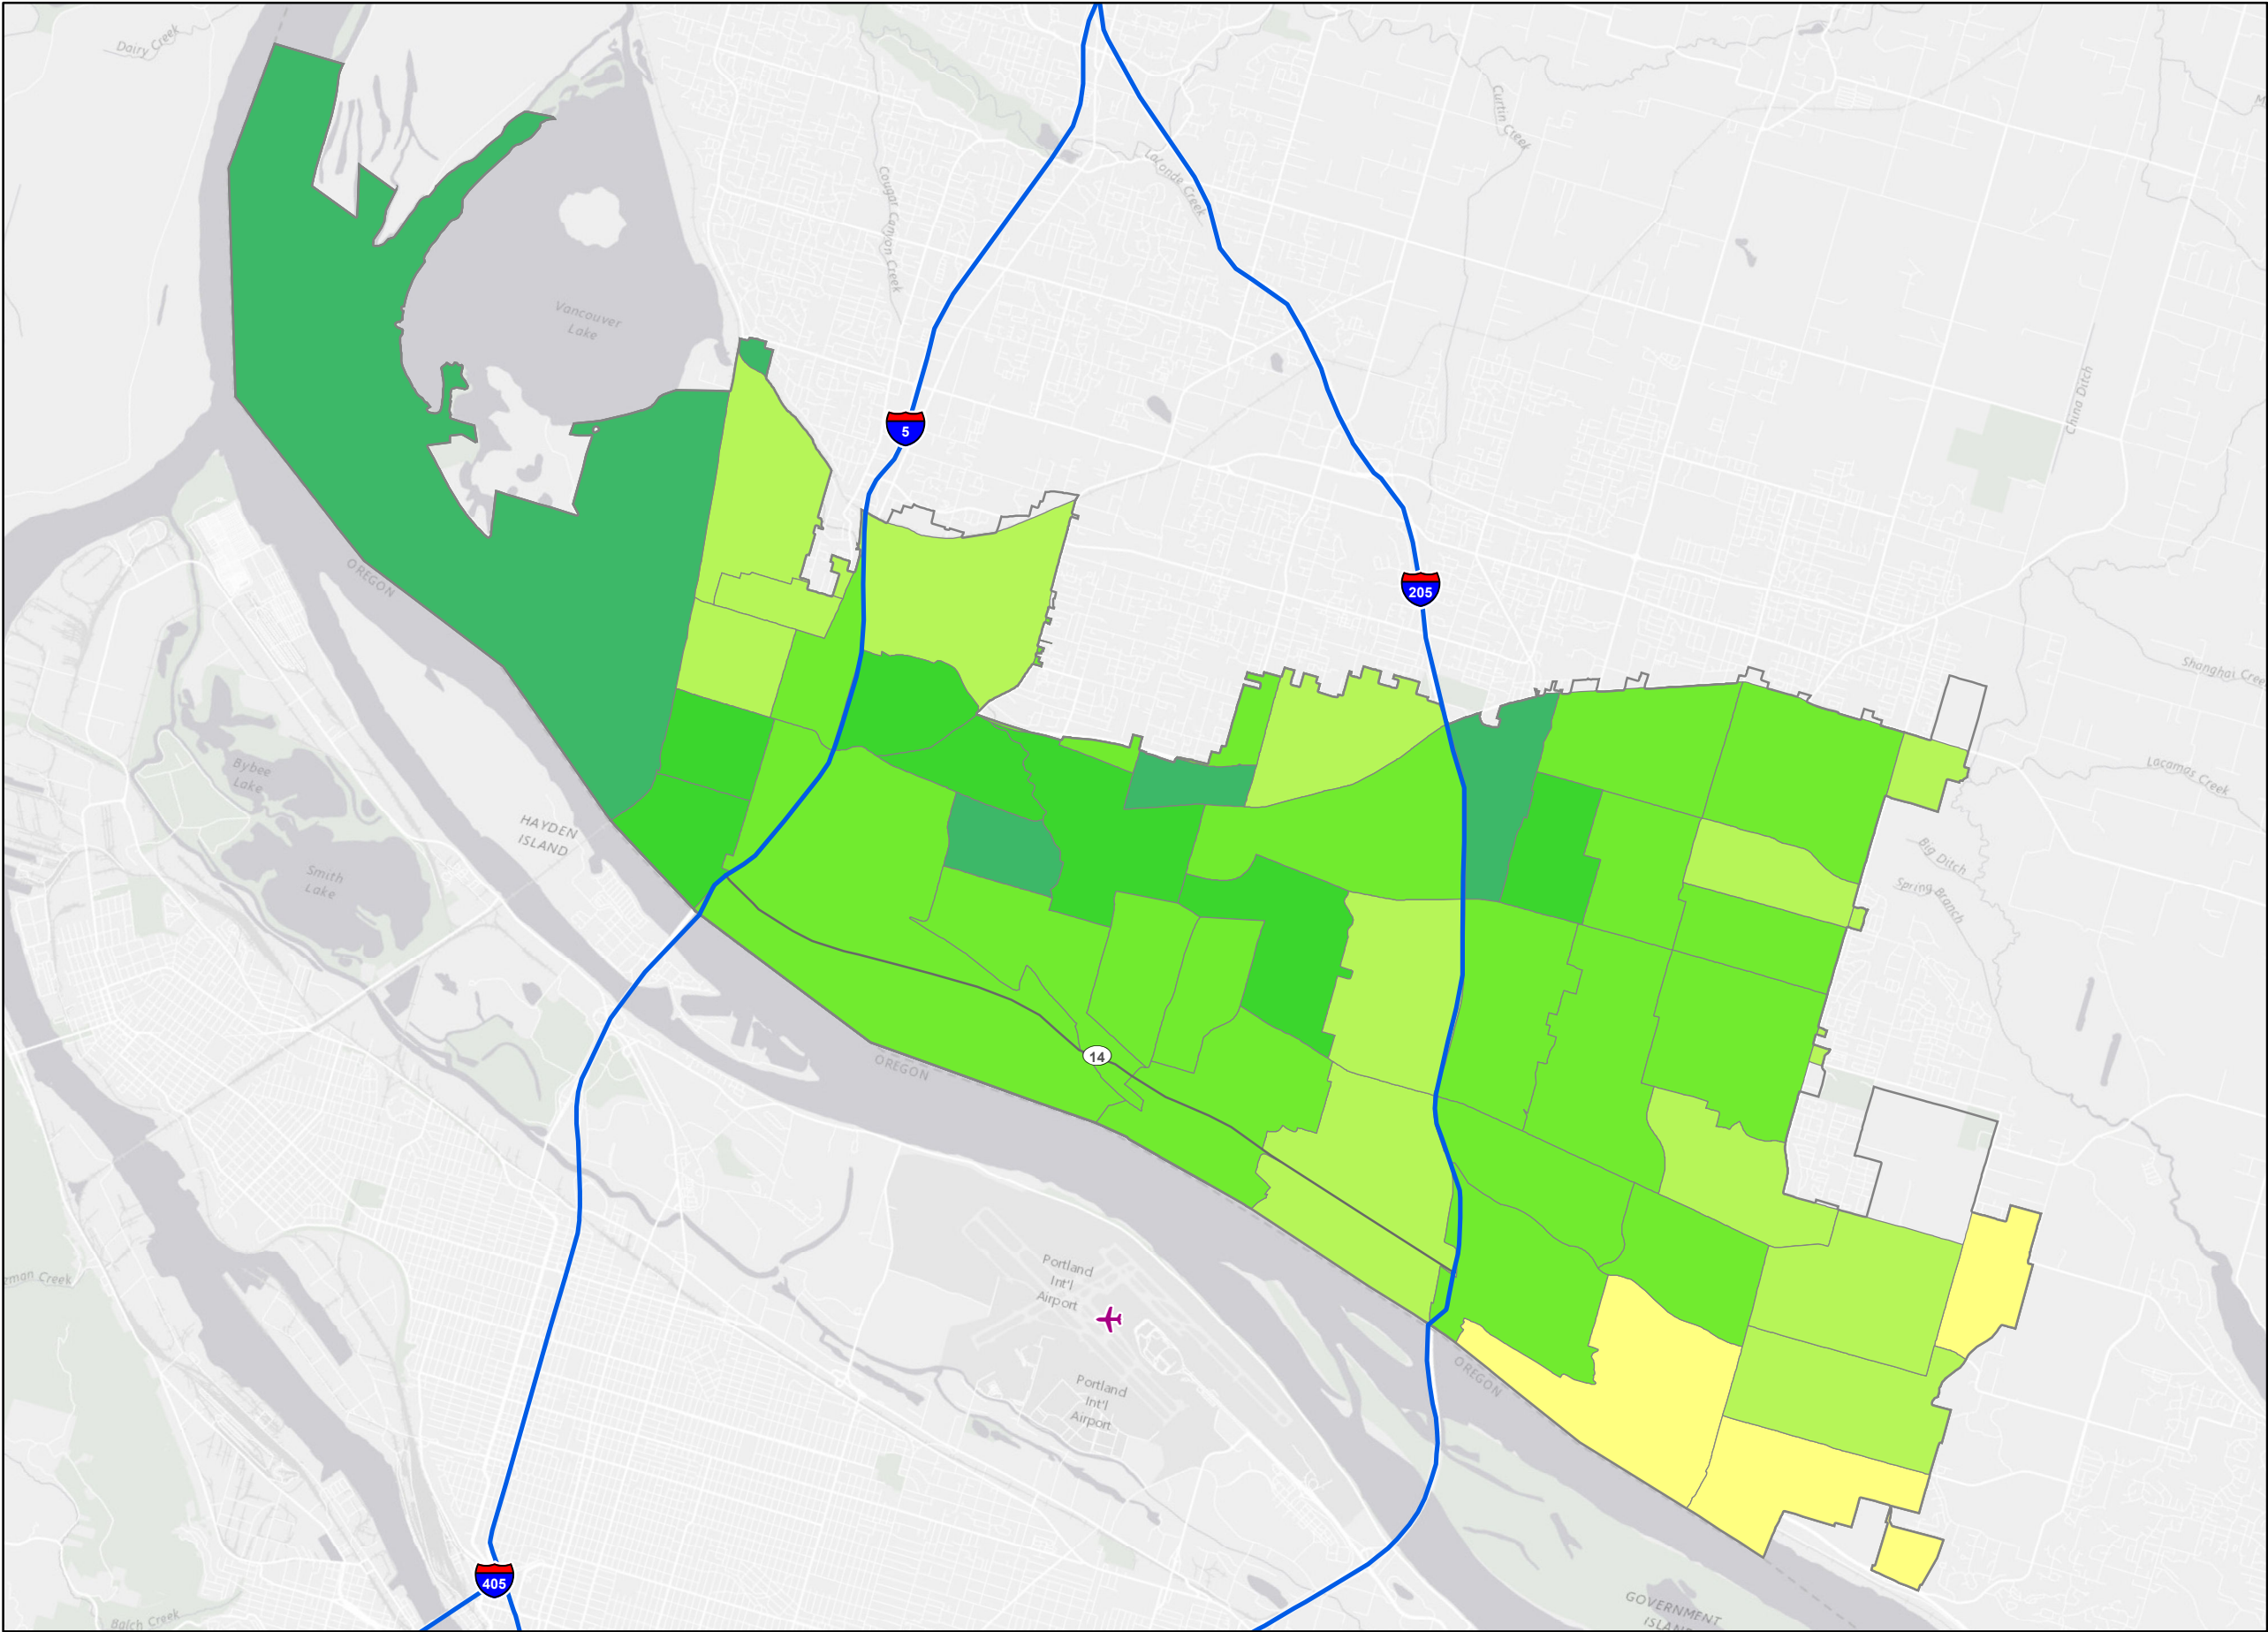 Dairy Creek
Curtin Creek
LaLonde Creek
Cougar Canyon Creek
Vancouver
Lake
China Ditch
5
205
OREGON
Shanghai Cree
Lacamas Creek
Bybee
Lake
HAYDEN
ISLAND
Big Ditch
Spring Branch
Smith
Lake
14
OREGON
zman Creek
Portland
Int'l
Airport
Portland
Int'l
Airport
OREGON
405
Balch Creek
GOVERNMENT